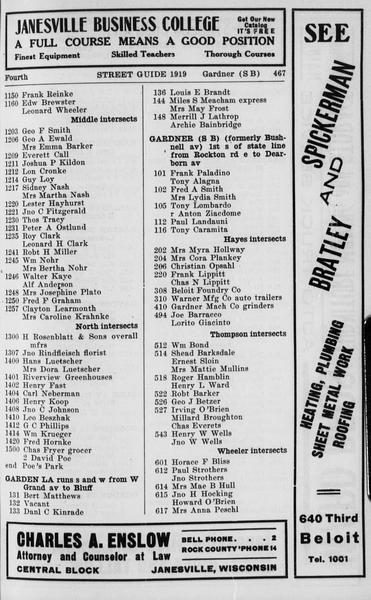 JANESVILLE BUSINESS COLLEGE
Get Our New
Catalog
IT'S FREE
A FULL COURSE MEANS A GOOD POSITION
Finest Equipment Skilled Teachers Thorough Courses
Fourth STREET GUIDE 1919 Gardner (S B) 467
1150 Frank Reinke
1160 Edw Brewster
Leonard Wheeler
Middle intersects
1203 Geo F Smith
1206 Geo A Ewald
Mrs Emma Barker
1209 Everett Call
1211 Joshua P Kildon
1212 Lon Cronke
1214 Guy Loy
1217 Sidney Nash
Mrs Martha Nash
1220 Lester Hayhurst
1221 Jno C Fitzgerald
1230 Thos Tracy
1231 Peter A Ostlund
1235 Roy Clark
Leonard H Clark
1241 Robt H Miller
1245 Wm Nohr
Mrs Bertha Nohr
1246 Walter Kaye
Alf Anderson
1248 Mrs Josephine Plato
1250 Fred F Graham
1257 Clayton Learmonth
Mrs Caroline Krahnke
North intersects
1300 H Rosenblatt & Sons overall
mfrs
1307 Jno Rindfleisch florist
1400 Hans Luetscher
Mrs Dora Luetscher
1401 Riverview Greenhouses
1402 Henry Fast
1404 Carl Neberman
1406 Henry Koop
1408 Jno C Johnson
1410 Leo Beszhak
1412 G C Phillips
1414 Wm Krueger
1420 Fred Hornke
1500 Chas Fryer grocer
2 David Poe
end Poe's Park
GARDEN LA runs s and w from W
Grand av to Bluff
131 Bert Matthews
132 Vacant
133 Danl C Kinrade
136 Louis E Brandt
144 Miles S Meacham express
Mrs May Frost
148 Merrill J Lathrop
Archie Bainbridge
GARDNER (S B) (formerly Bush-
nell av) 1st s of state line
from Rockton rd e to Dear-
born av
101 Frank Paladino
Tony Alagna
102 Fred A Smith
Mrs Lydia Smith
105 Tony Lombardo
r Anton Ziacdome
112 Paul Landauni
116 Tony Caramita
Hayes intersects
202 Mrs Myra Hollway
204 Mrs Cora Plankey
206 Christian Opsahl
220 Frank Lippitt
Chas N Lippitt
308 Beloit Foundry Co
310 Warner Mfg Co auto trailers
410 Gardner Mach Co grinders
494 Joe Barracco
Lorito Giacinto
Thompson intersects
512 Wm Bond
514 Shead Barksdale
Ernest Sloin
Mrs Mattie Mullins
518 Roger Hamblin
Henry L Ward
522 Robt Barker
526 Geo J Betzer
527 Irving O'Brien
Millard Broughton
Chas Everets
543 Henry W Wells
Jno W Wells
Wheeler intersects
601 Horace F Bliss
612 Paul Strothers
Jno Strothers
614 Mrs Mae B Hull
615 Jno H Hocking
Howard O'Brien
617 Mrs Anna Peschl
SEE
SPICKERMAN
AND
BRATLEY
HEATING, PLUMBING
SHEET METAL WORK
ROOFING
640 Third
Beloit
Tel. 1001
CHARLES A. ENSLOW
Attorney and Counselor at Law
CENTRAL BLOCK
BELL PHONE . . . 2
ROCK COUNTY 'PHONE 14
JANESVILLE, WISCONSIN